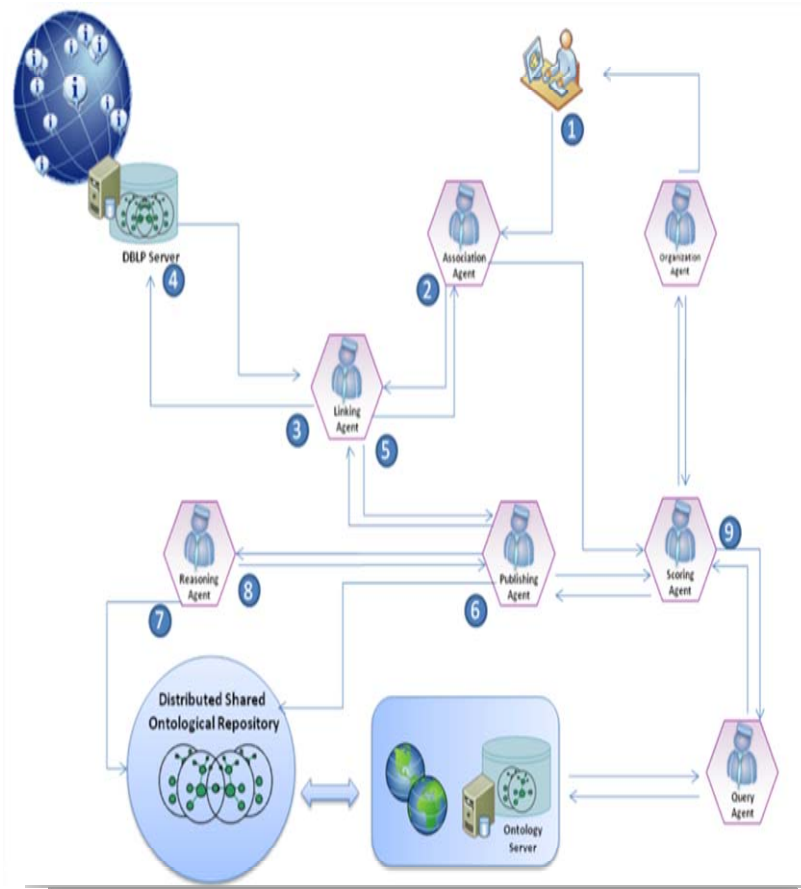 1
Association
Agent
Organization
Agent
DBLP Server
4
2
Linking
Agent
3
5
9
Reasoning
Agent
8
Publishing
Agent
6
Scoring
Agent
7
Distributed Shared
Ontological Repository
Ontology
Server
Query
Agent